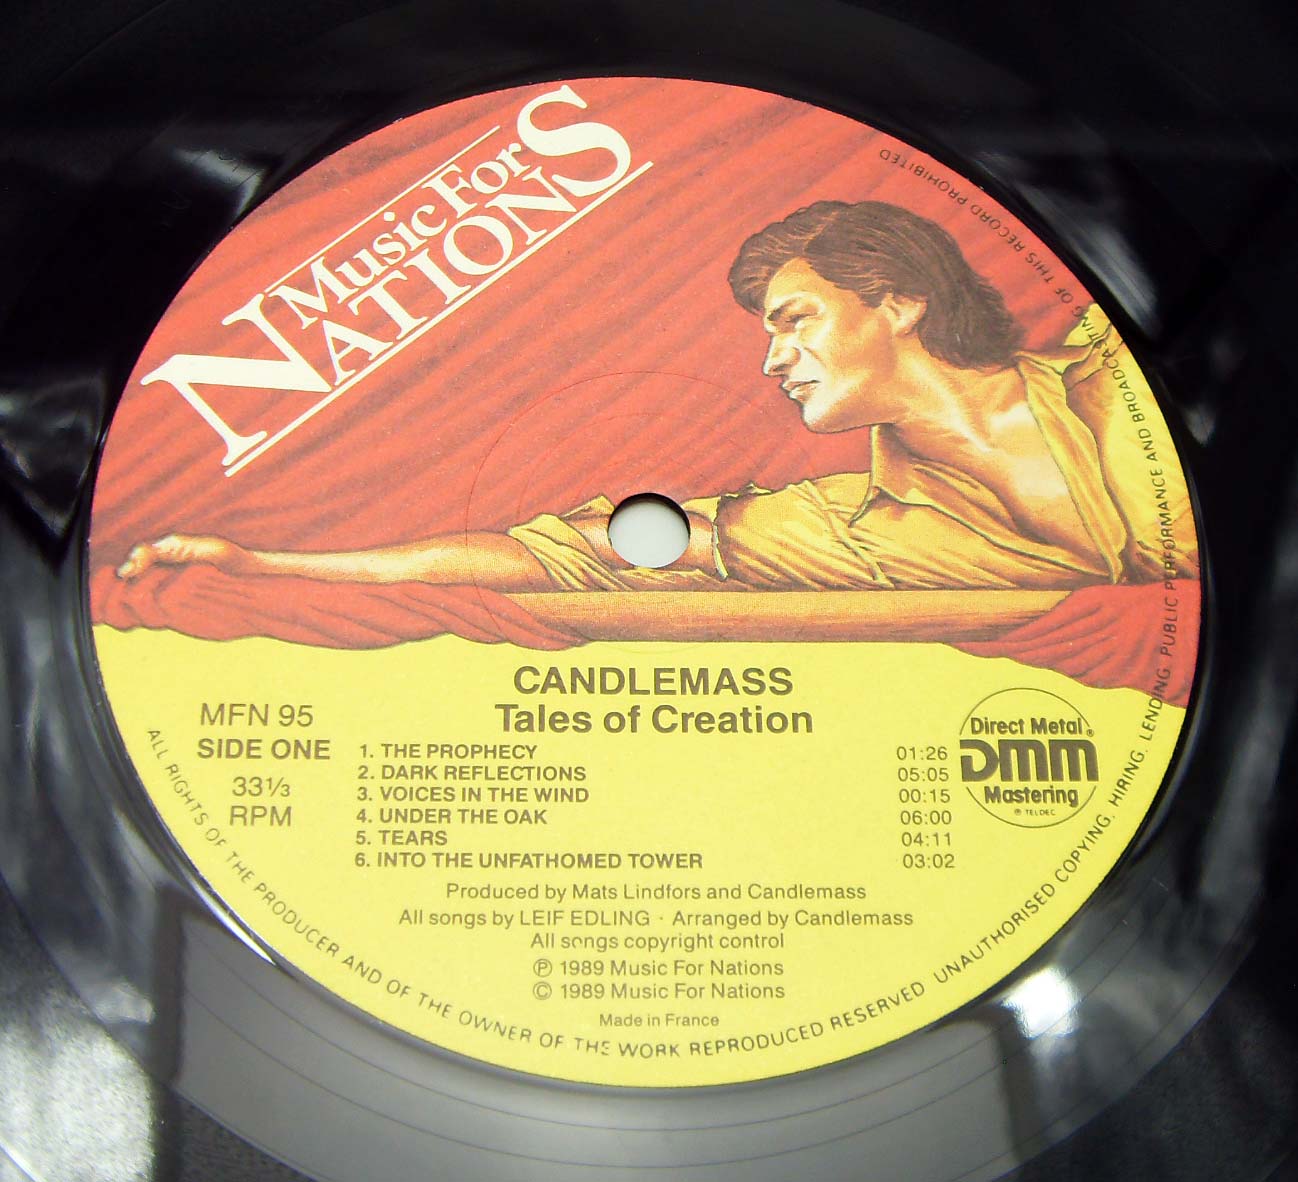 Music For
NATIONS
CANDLEMASS
Tales of Creation
MFN 95
SIDE ONE
33⅓
RPM
1. THE PROPHECY 01:26
2. DARK REFLECTIONS 05:05
3. VOICES IN THE WIND 00:15
4. UNDER THE OAK 06:00
5. TEARS 04:11
6. INTO THE UNFATHOMED TOWER 03:02
Direct Metal®
DMM
Mastering
℗ TELDEC
Produced by Mats Lindfors and Candlemass
All songs by LEIF EDLING · Arranged by Candlemass
All songs copyright control
℗ 1989 Music For Nations
© 1989 Music For Nations
Made in France
ALL RIGHTS OF THE PRODUCER AND OF THE OWNER OF THE WORK REPRODUCED RESERVED UNAUTHORISED COPYING, HIRING, LENDING, PUBLIC PERFORMANCE AND BROADCASTING OF THIS RECORD PROHIBITED